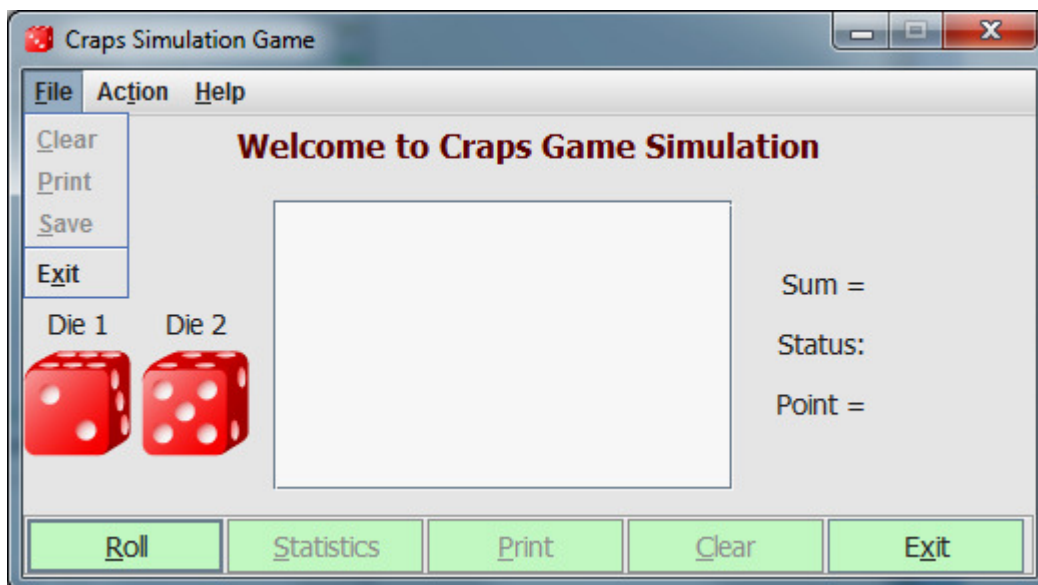 Craps Simulation Game
File Action Help
Clear
Print
Save
Exit
Welcome to Craps Game Simulation
Die 1 Die 2
Sum =
Status:
Point =
Roll Statistics Print Clear Exit